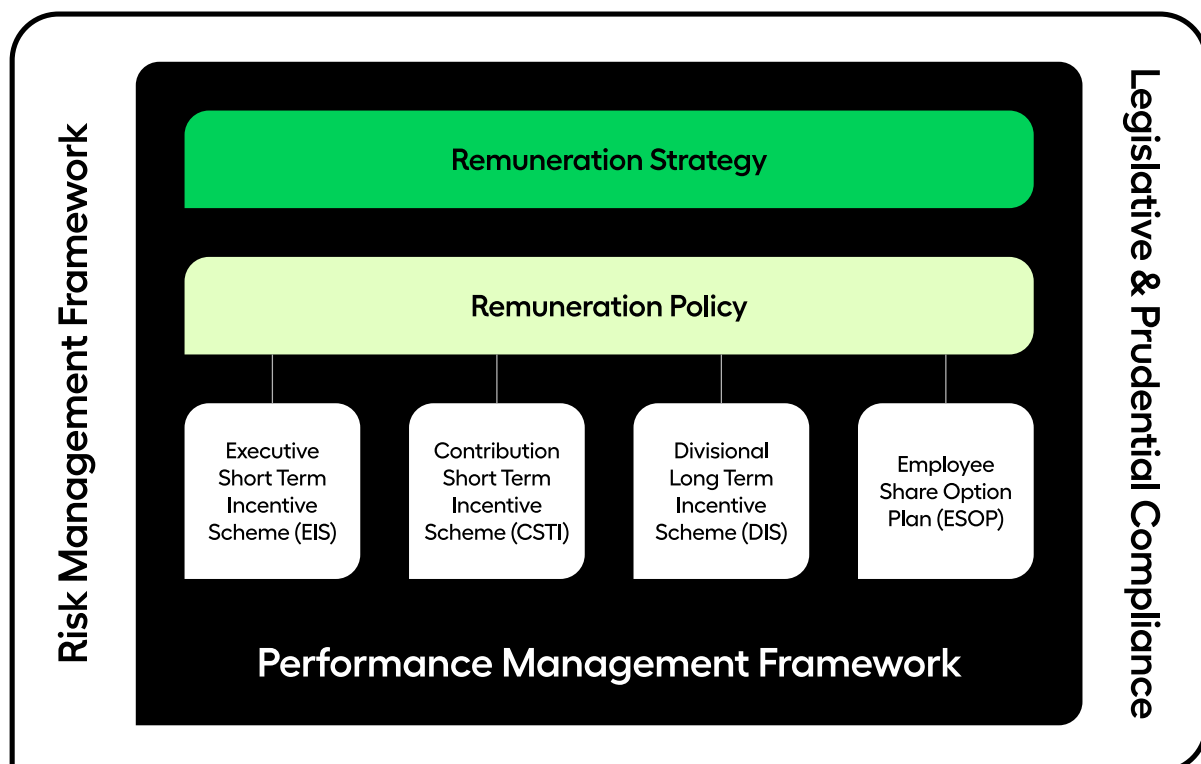 Risk Management Framework
Remuneration Strategy
Remuneration Policy
Executive
Short Term
Incentive
Scheme (EIS)
Contribution
Short Term
Incentive
Scheme (CSTI)
Divisional
Long Term
Incentive
Scheme (DIS)
Employee
Share Option
Plan (ESOP)
Performance Management Framework
Legislative & Prudential Compliance